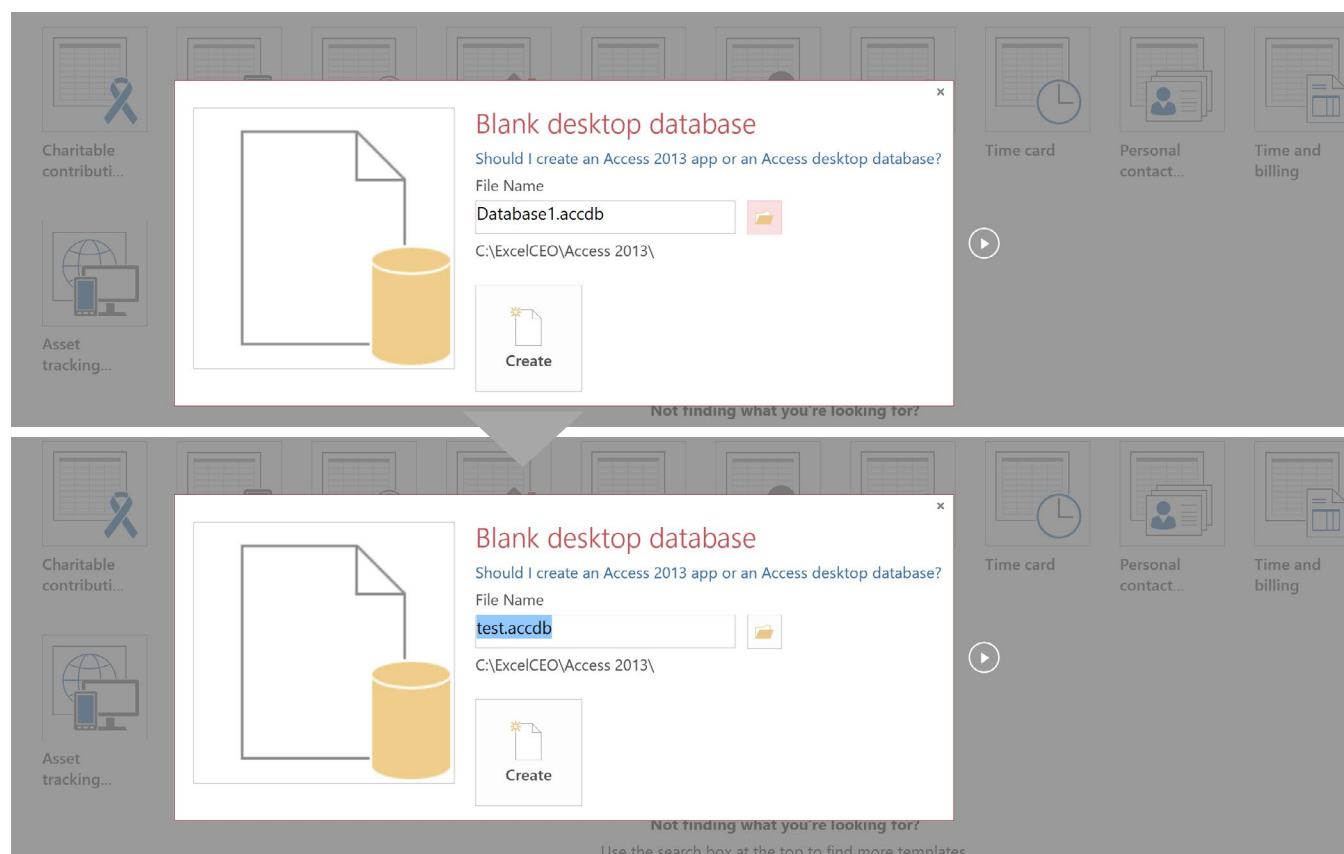 Charitable
contributi...
Blank desktop database
Should I create an Access 2013 app or an Access desktop database?
File Name
Database1.accdb
C:\ExcelCEO\Access 2013\
Create
Time card
Personal
contact...
Time and
billing
Asset
tracking...
Not finding what you're looking for?
Charitable
contributi...
Blank desktop database
Should I create an Access 2013 app or an Access desktop database?
File Name
test.accdb
C:\ExcelCEO\Access 2013\
Create
Time card
Personal
contact...
Time and
billing
Asset
tracking...
Not finding what you're looking for?
Use the search box at the top to find more templates